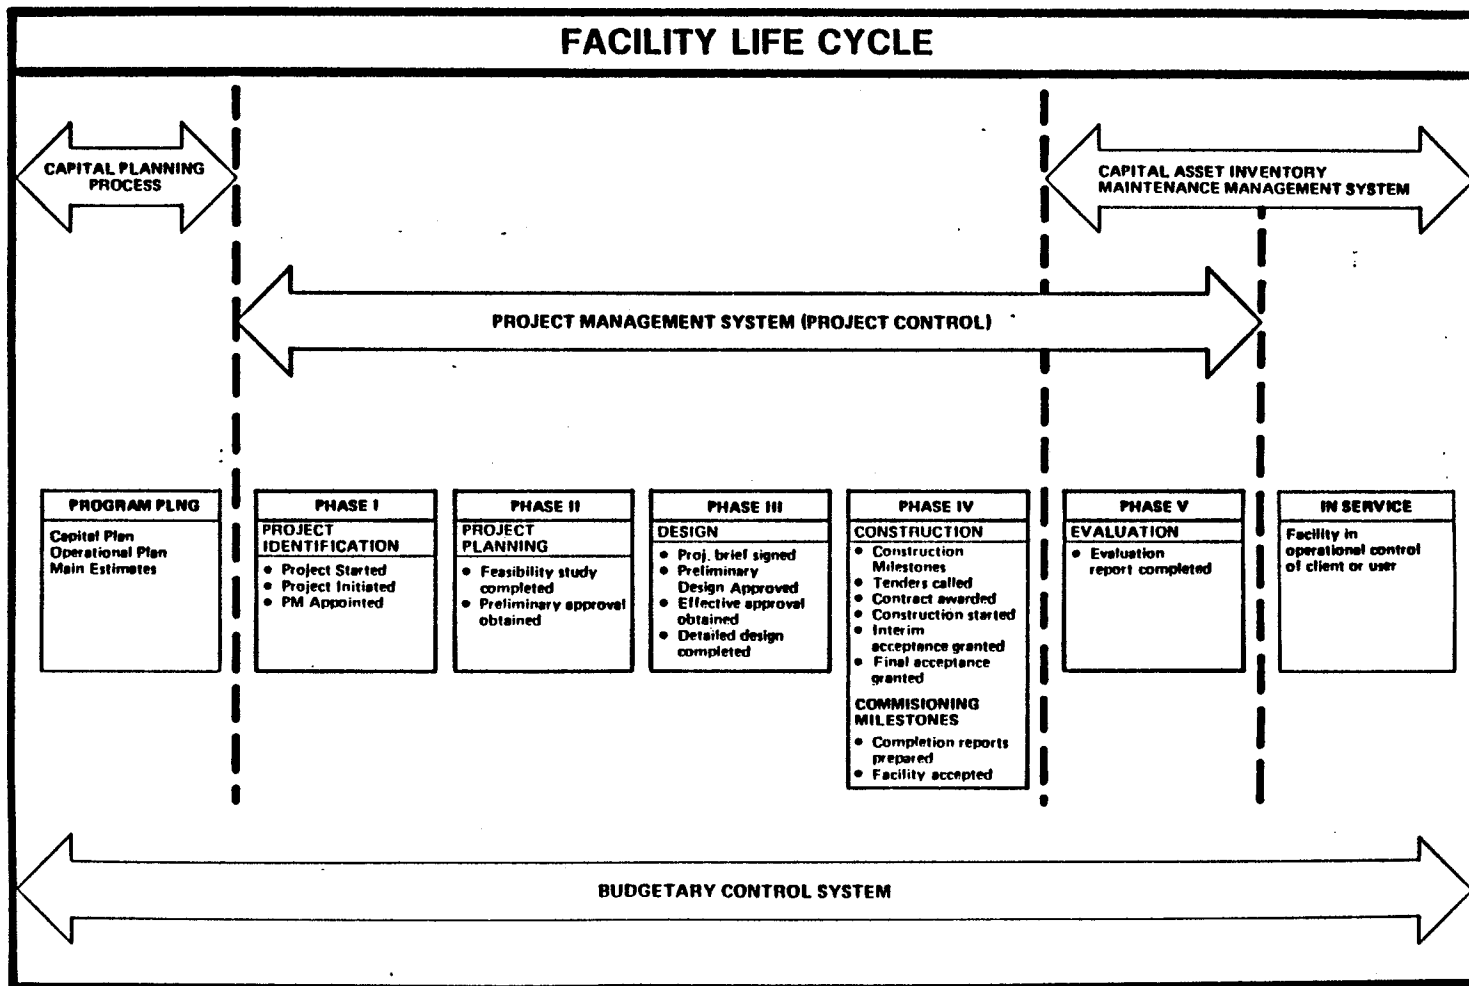 FACILITY LIFE CYCLE
CAPITAL PLANNING
PROCESS
CAPITAL ASSET INVENTORY
MAINTENANCE MANAGEMENT SYSTEM
PROJECT MANAGEMENT SYSTEM (PROJECT CONTROL)
PROGRAM PLNG
Capital Plan
Operational Plan
Main Estimates
PHASE I
PROJECT
IDENTIFICATION
• Project Started
• Project Initiated
• PM Appointed
PHASE II
PROJECT
PLANNING
• Feasibility study
completed
• Preliminary approval
obtained
PHASE III
DESIGN
• Proj. brief signed
• Preliminary
Design Approved
• Effective approval
obtained
• Detailed design
completed
PHASE IV
CONSTRUCTION
• Construction
Milestones
• Tenders called
• Contract awarded
• Construction started
• Interim
acceptance granted
• Final acceptance
granted
COMMISIONING
MILESTONES
• Completion reports
prepared
• Facility accepted
PHASE V
EVALUATION
• Evaluation
report completed
IN SERVICE
Facility in
operational control
of client or user
BUDGETARY CONTROL SYSTEM